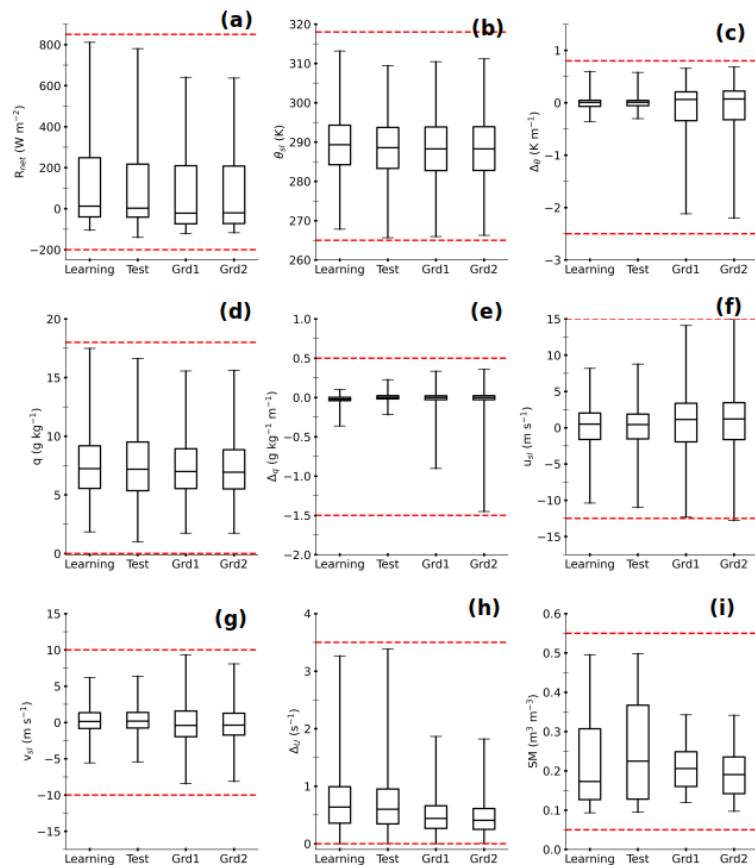 (a)
R_net (W m⁻²)
800
600
400
200
0
−200
Learning Test Grd1 Grd2
(b)
θ_sl (K)
320
310
300
290
280
270
260
Learning Test Grd1 Grd2
(c)
Δ_θ (K m⁻¹)
1
0
−1
−2
−3
Learning Test Grd1 Grd2
(d)
q (g kg⁻¹)
20
15
10
5
0
Learning Test Grd1 Grd2
(e)
Δ_q (g kg⁻¹ m⁻¹)
1.0
0.5
0.0
−0.5
−1.0
−1.5
−2.0
Learning Test Grd1 Grd2
(f)
u_sl (m s⁻¹)
15
10
5
0
−5
−10
−15
Learning Test Grd1 Grd2
(g)
v_sl (m s⁻¹)
15
10
5
0
−5
−10
−15
Learning Test Grd1 Grd2
(h)
Δ_U (s⁻¹)
4
3
2
1
0
Learning Test Grd1 Grd2
(i)
SM (m³ m⁻³)
0.6
0.5
0.4
0.3
0.2
0.1
0.0
Learning Test Grd1 Grd2